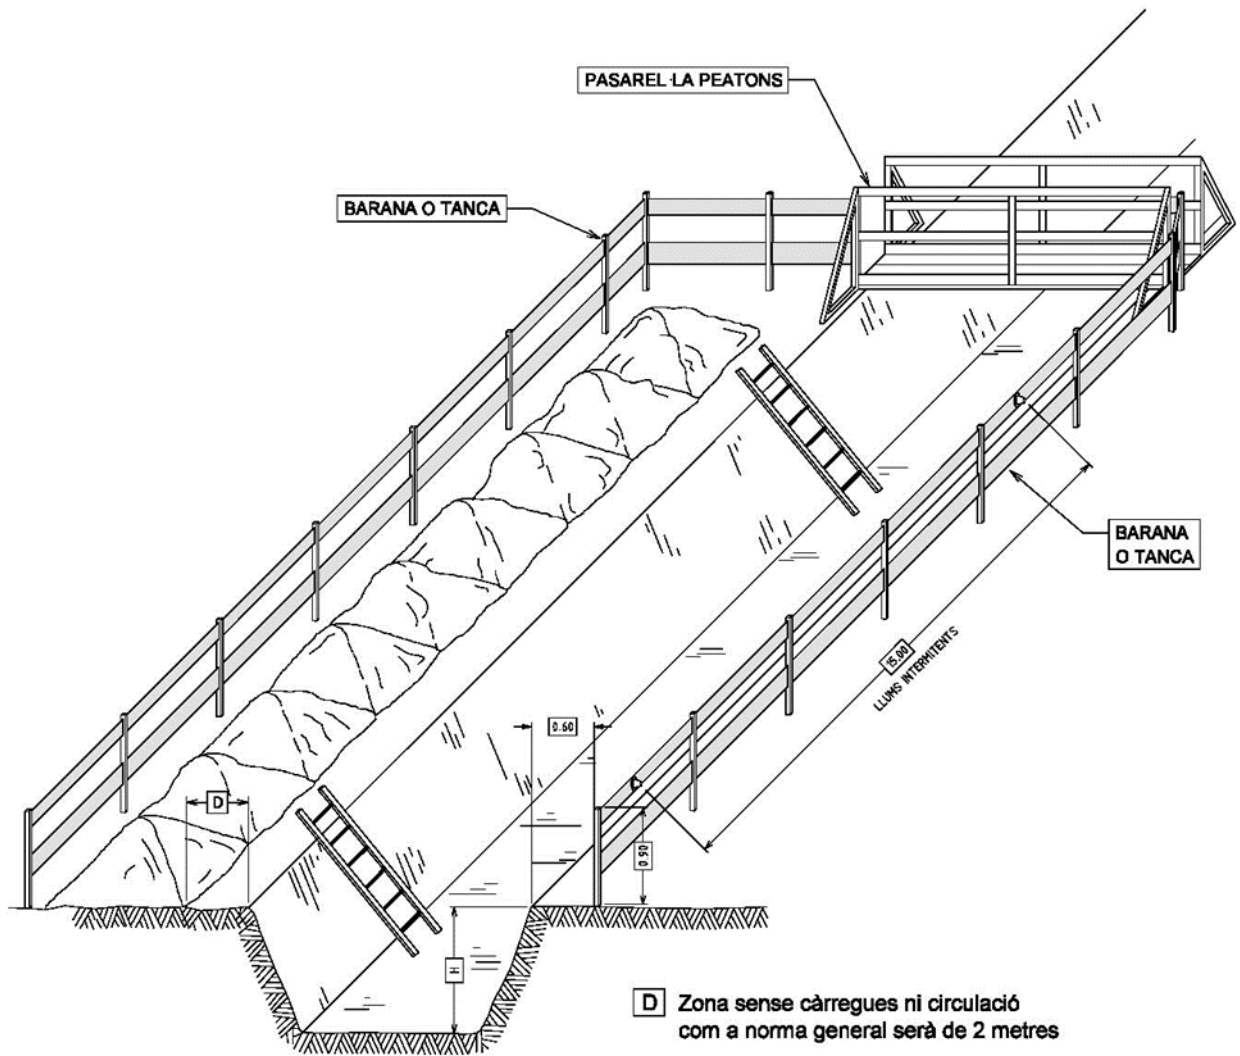 PASAREL·LA PEATONS
BARANA O TANCA
BARANA
O TANCA
15.00
LLUMS INTERMITENTS
0.60
D
0.90
H
D Zona sense càrregues ni circulació
com a norma general serà de 2 metres